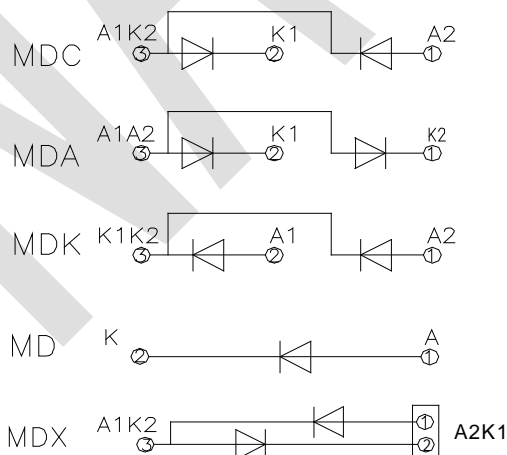 MDC A1K2 3 K1 2 A2 1
MDA A1A2 3 K1 2 K2 1
MDK K1K2 3 A1 2 A2 1
MD K 2 A 1
MDX A1K2 3 1 2 A2K1